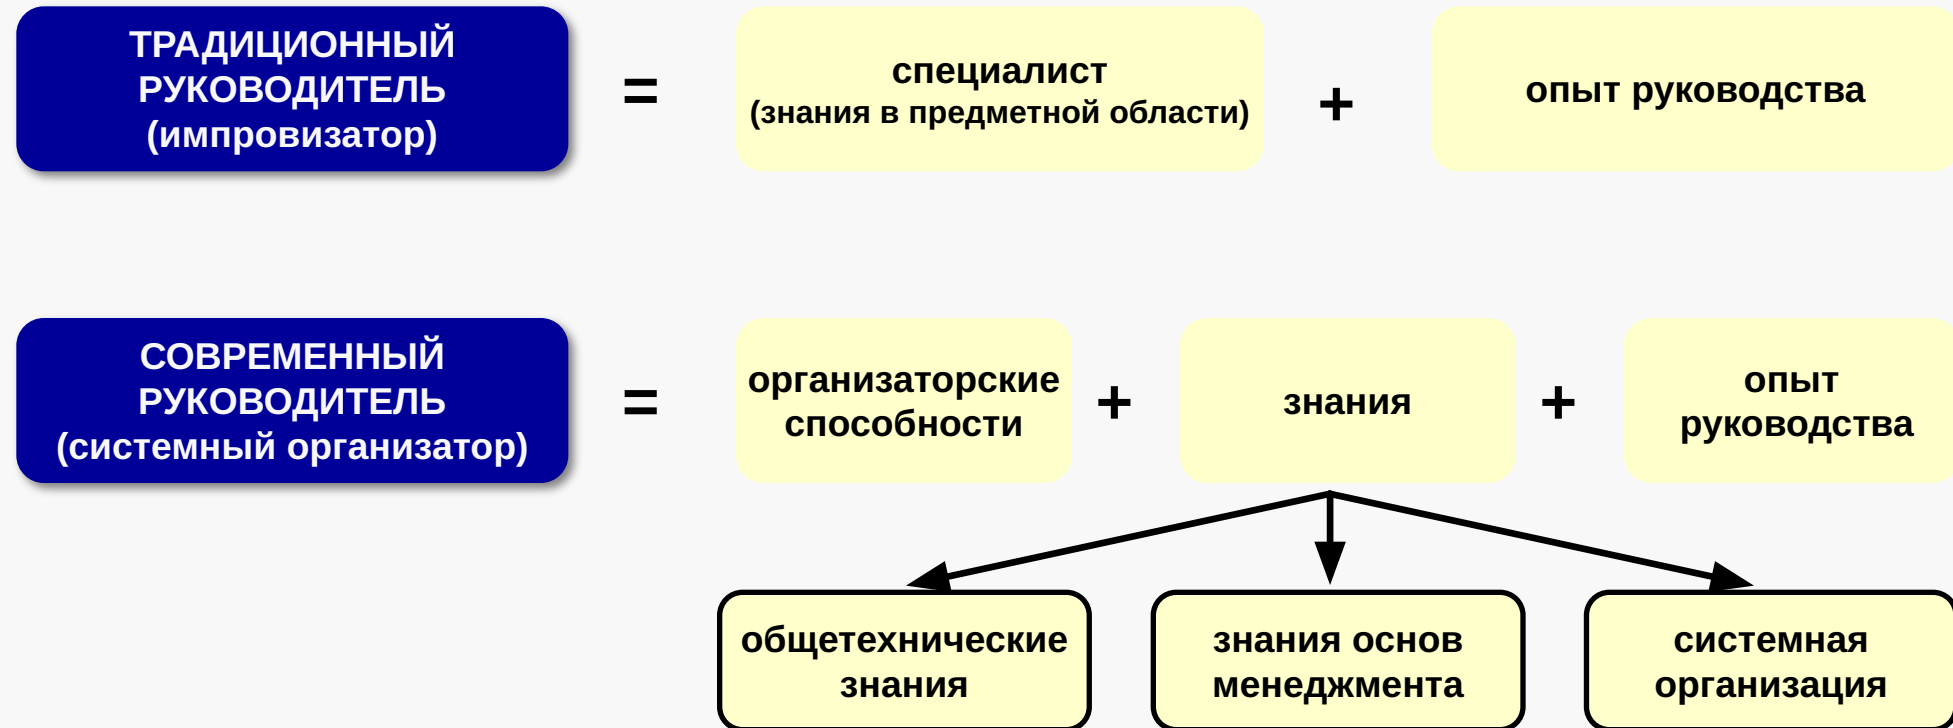 ТРАДИЦИОННЫЙ
РУКОВОДИТЕЛЬ
(импровизатор)
=
специалист
(знания в предметной области)
+
опыт руководства
СОВРЕМЕННЫЙ
РУКОВОДИТЕЛЬ
(системный организатор)
=
организаторские
способности
+
знания
+
опыт
руководства
общетехнические
знания
знания основ
менеджмента
системная
организация